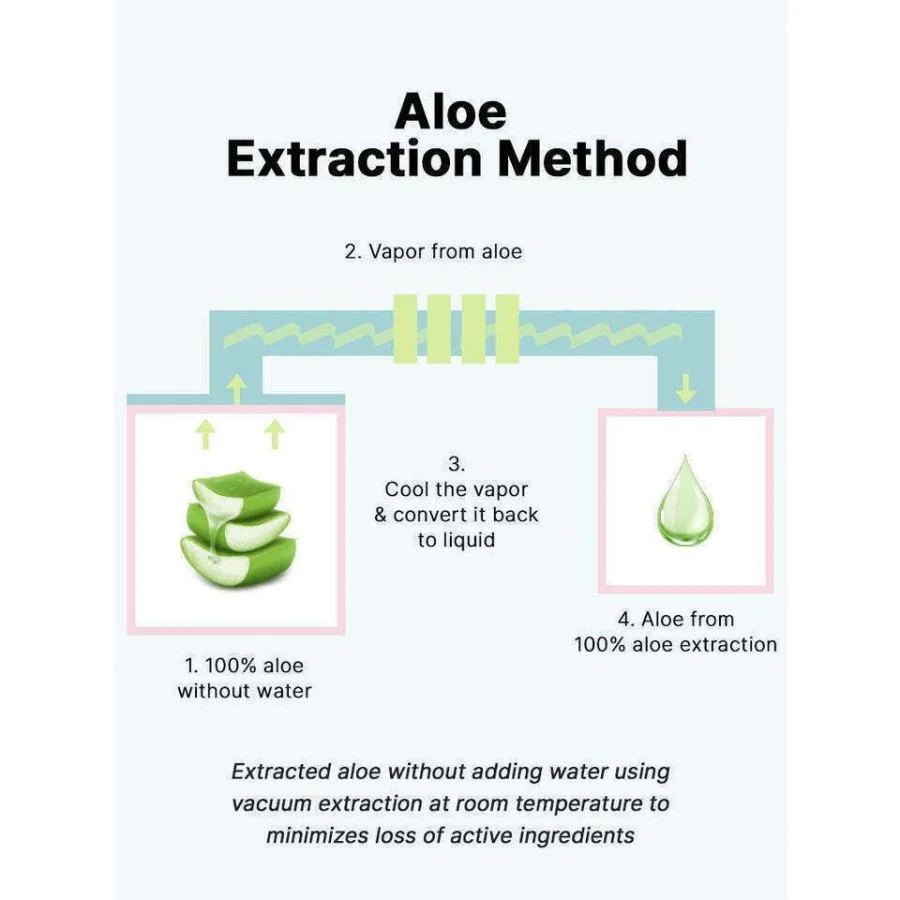 Aloe
Extraction Method
2. Vapor from aloe
3.
Cool the vapor
& convert it back
to liquid
4. Aloe from
100% aloe extraction
1. 100% aloe
without water
Extracted aloe without adding water using
vacuum extraction at room temperature to
minimizes loss of active ingredients